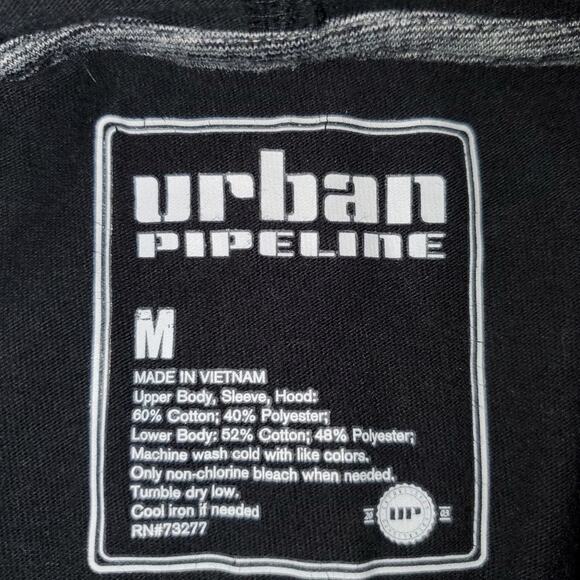 urban
PIPELINE
M
MADE IN VIETNAM
Upper Body, Sleeve, Hood:
60% Cotton; 40% Polyester;
Lower Body: 52% Cotton; 48% Polyester;
Machine wash cold with like colors.
Only non-chlorine bleach when needed.
Tumble dry low.
Cool iron if needed
RN#73277
UP